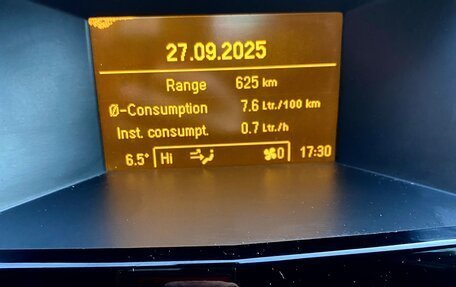 27.09.2025
Range 625 km
Ø-Consumption 7.6 Ltr./100 km
Inst. consumpt. 0.7 Ltr./h
6.5° Hi 0 17:30